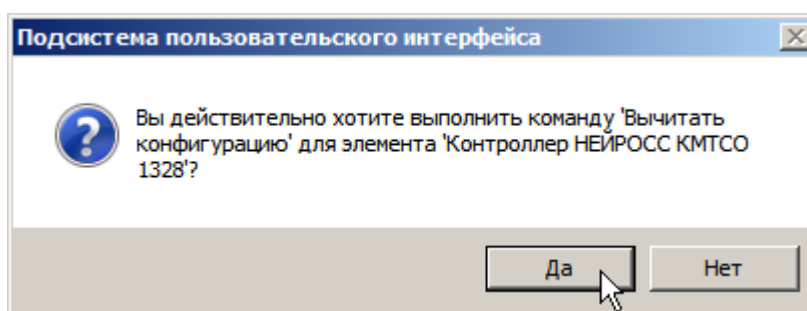 Подсистема пользовательского интерфейса
Вы действительно хотите выполнить команду 'Вычитать
конфигурацию' для элемента 'Контроллер НЕЙРОСС КМТСО
1328'?
Да
Нет